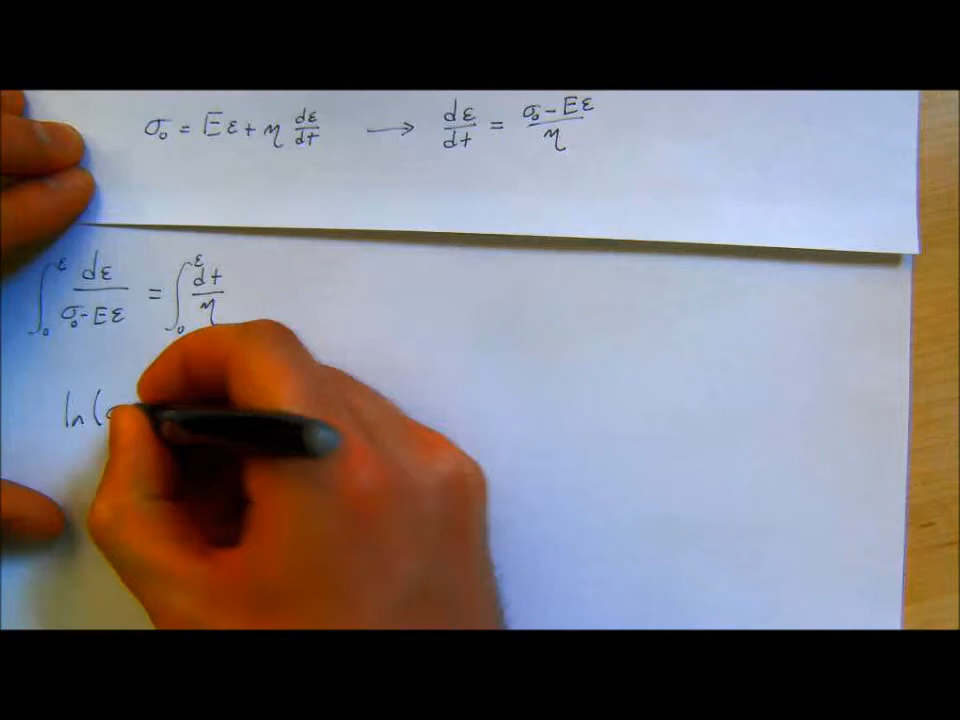 σ₀ = Eε + η dε/dt → dε/dt = (σ₀ - Eε)/η
∫₀^ε dε/(σ₀ - Eε) = ∫₀^ε dt/η
ln(